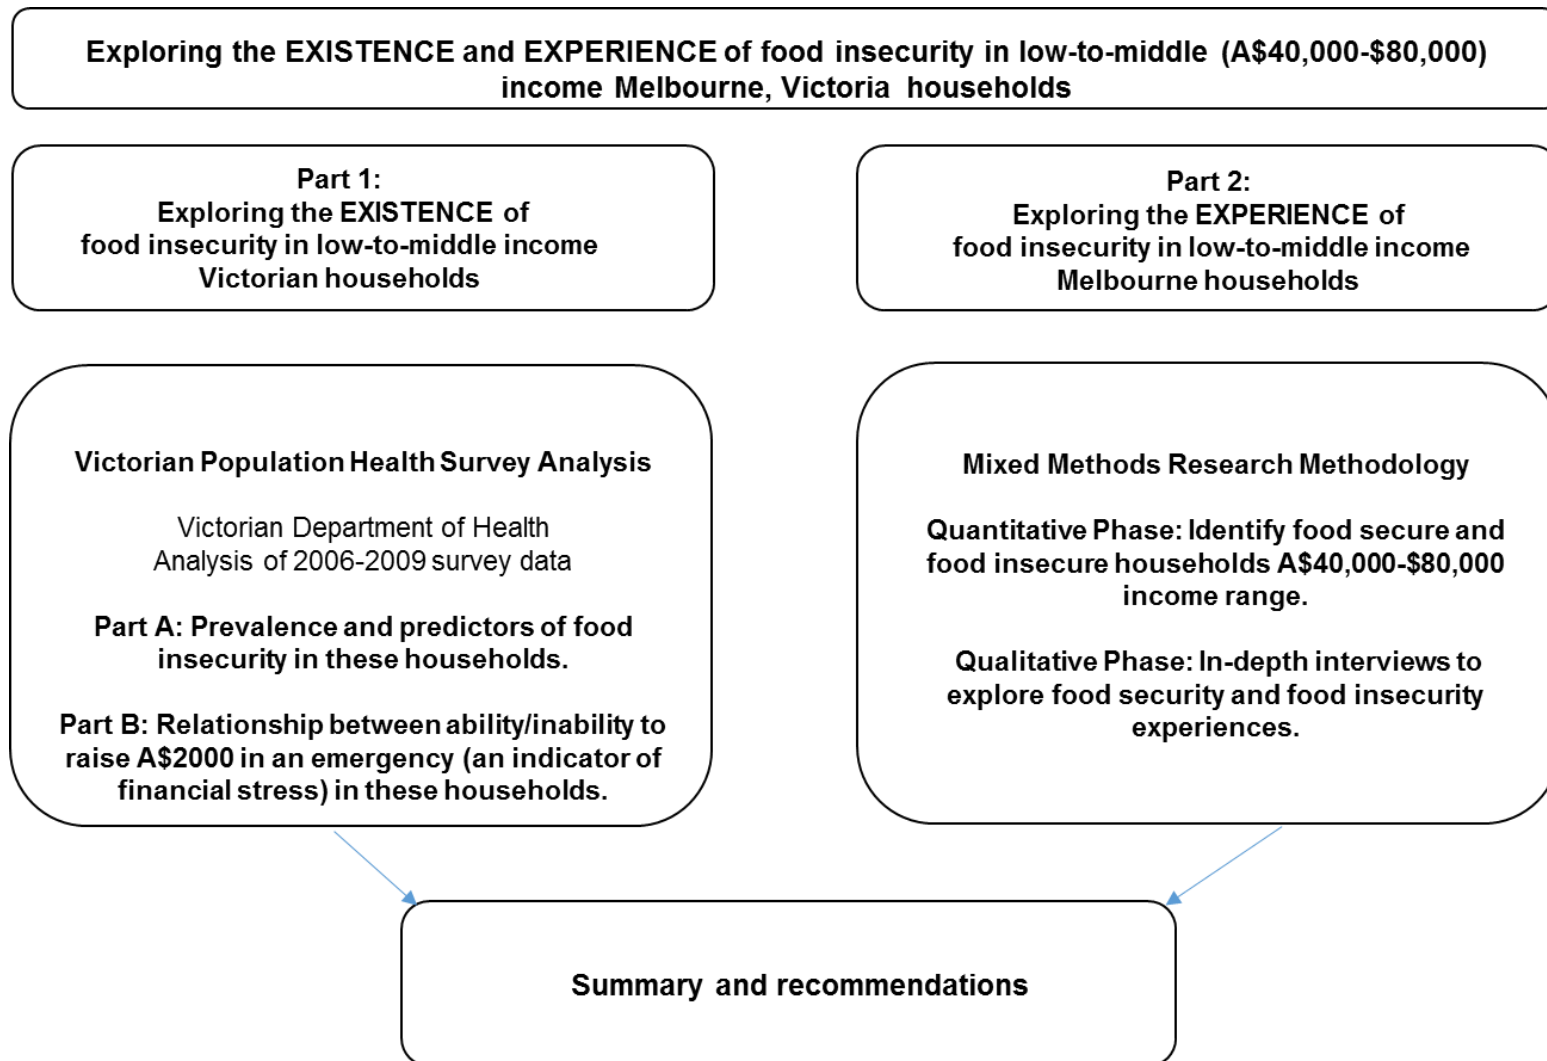 Exploring the EXISTENCE and EXPERIENCE of food insecurity in low-to-middle (A$40,000-$80,000)
income Melbourne, Victoria households
Part 1:
Exploring the EXISTENCE of
food insecurity in low-to-middle income
Victorian households
Part 2:
Exploring the EXPERIENCE of
food insecurity in low-to-middle income
Melbourne households
Victorian Population Health Survey Analysis
Victorian Department of Health
Analysis of 2006-2009 survey data
Part A: Prevalence and predictors of food
insecurity in these households.
Part B: Relationship between ability/inability to
raise A$2000 in an emergency (an indicator of
financial stress) in these households.
Mixed Methods Research Methodology
Quantitative Phase: Identify food secure and
food insecure households A$40,000-$80,000
income range.
Qualitative Phase: In-depth interviews to
explore food security and food insecurity
experiences.
Summary and recommendations